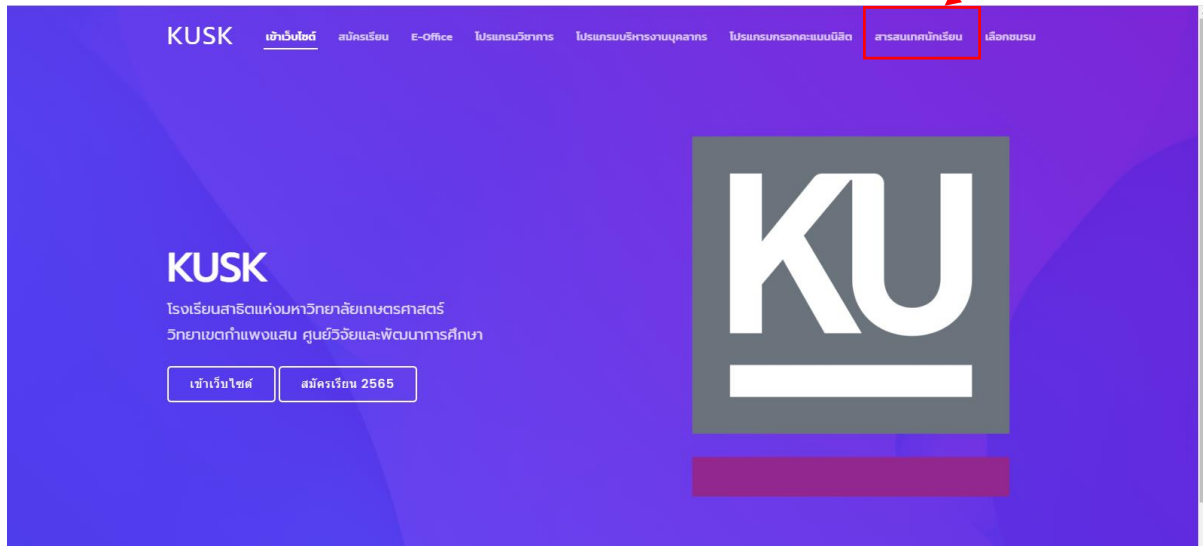 KUSK เข้าเว็บไซต์ สมัครเรียน E-Office โปรแกรมวิชาการ โปรแกรมบริหารงานบุคลากร โปรแกรมกรอกคะแนนนิสิต สารสนเทศนักเรียน เลือกชมรม
KU
KUSK
โรงเรียนสาธิตแห่งมหาวิทยาลัยเกษตรศาสตร์
วิทยาเขตกำแพงแสน ศูนย์วิจัยและพัฒนาการศึกษา
เข้าเว็บไซต์ สมัครเรียน 2565